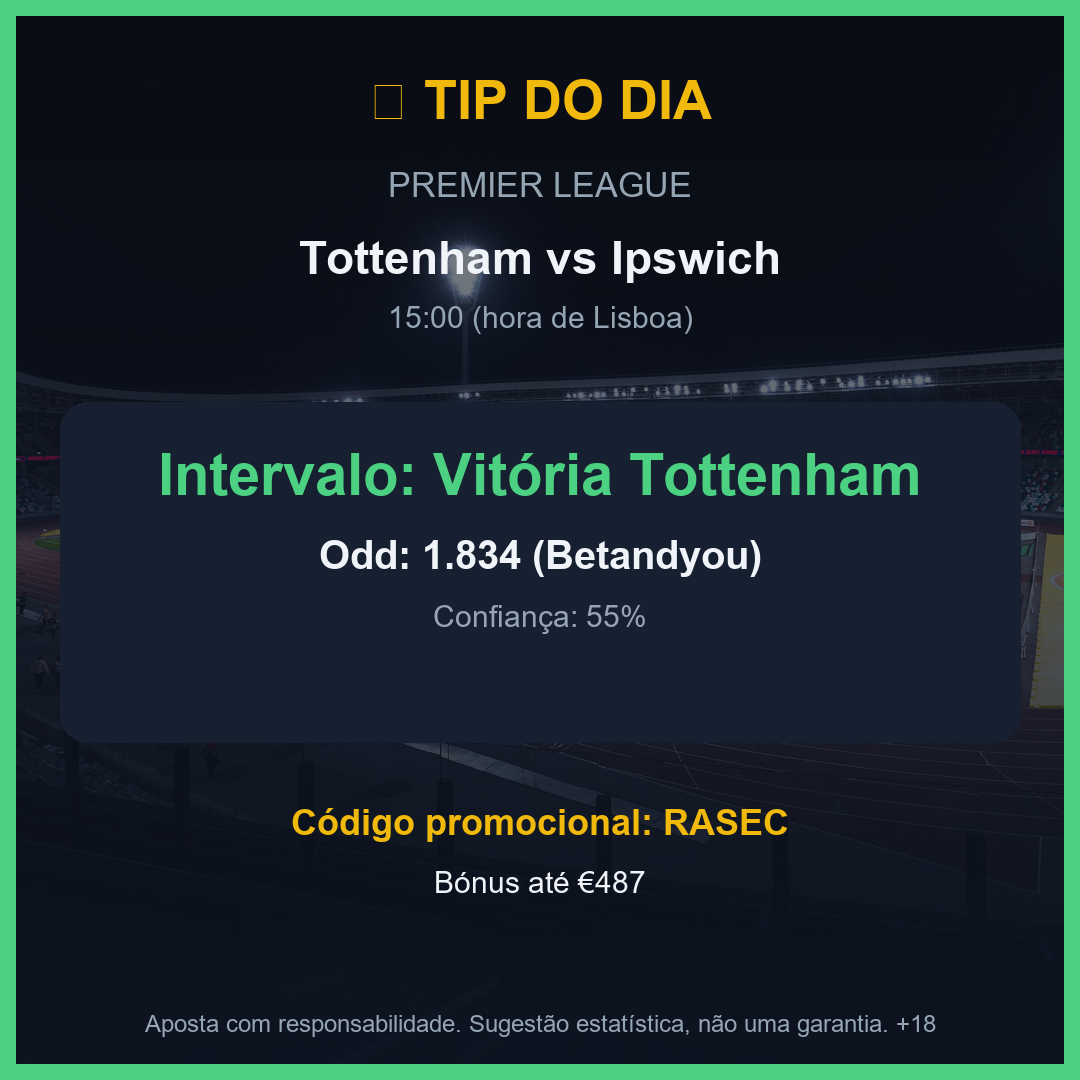 TIP DO DIA
PREMIER LEAGUE
Tottenham vs Ipswich
15:00 (hora de Lisboa)
Intervalo: Vitória Tottenham
Odd: 1.834 (Betandyou)
Confiança: 55%
Código promocional: RASEC
Bónus até €487
Aposta com responsabilidade. Sugestão estatística, não uma garantia. +18